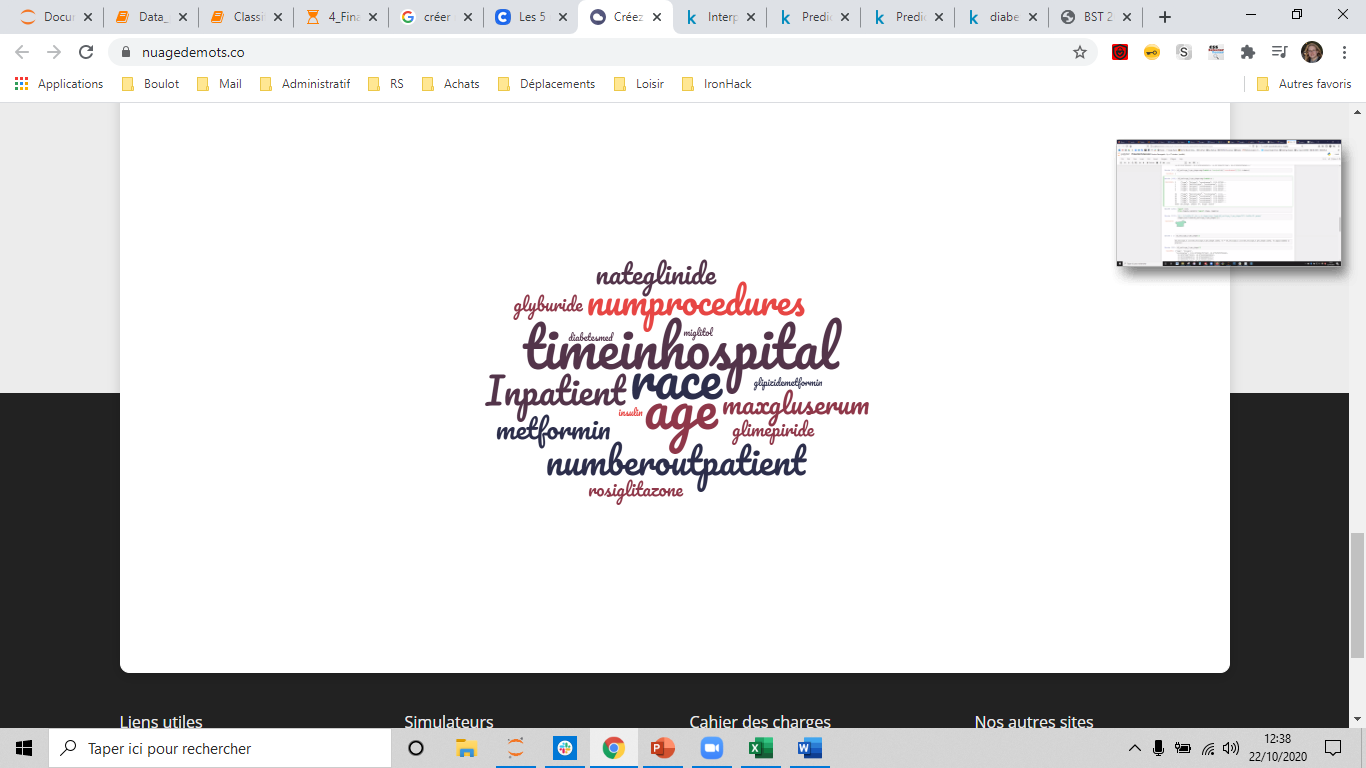 Docur
Data_
Classi
4_Fina
créer
Les 5
Créez
Interp
Predic
Predic
diabe
BST 2
nuagedemots.co
Applications
Boulot
Mail
Administratif
RS
Achats
Déplacements
Loisir
IronHack
Autres favoris
nateglinide
glyburide numprocedures
diabetesmed miglitol
timeinhospital
Inpatient race glipizidemetformin
insulin age maxgluserum
metformin glimepiride
numberoutpatient
rosiglitazone
Liens utiles
Simulateurs
Cahier des charges
Nos autres sites
Taper ici pour rechercher
12:38
22/10/2020